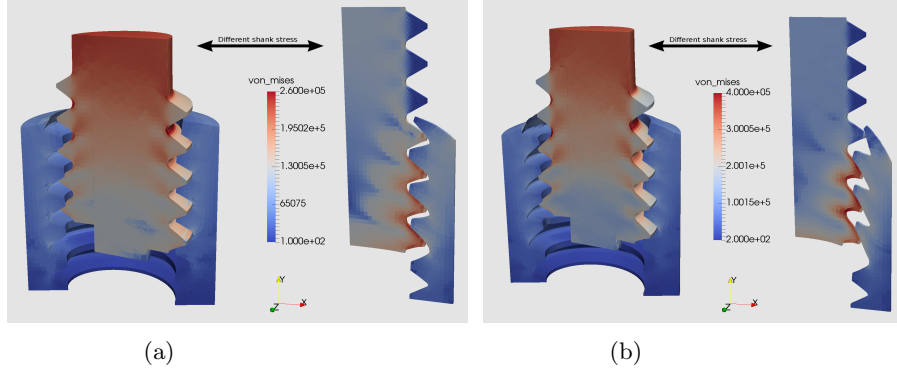 Different shank stress
von_mises
2.600e+05
1.9502e+5
1.3005e+5
65075
1.000e+02
Y
X
Z
(a)
Different shank stress
von_mises
4.000e+05
3.0005e+5
2.001e+5
1.0015e+5
2.000e+02
Y
X
Z
(b)